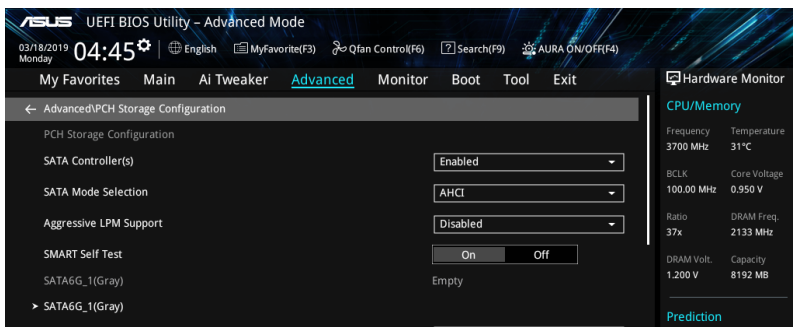 ASUS UEFI BIOS Utility – Advanced Mode
03/18/2019 Monday 04:45 English MyFavorite(F3) Qfan Control(F6) ? Search(F9) AURA ON/OFF(F4)
My Favorites Main Ai Tweaker Advanced Monitor Boot Tool Exit
← Advanced\PCH Storage Configuration
PCH Storage Configuration
SATA Controller(s) Enabled
SATA Mode Selection AHCI
Aggressive LPM Support Disabled
SMART Self Test On Off
SATA6G_1(Gray) Empty
> SATA6G_1(Gray)
Hardware Monitor
CPU/Memory
Frequency Temperature
3700 MHz 31°C
BCLK Core Voltage
100.00 MHz 0.950 V
Ratio DRAM Freq.
37x 2133 MHz
DRAM Volt. Capacity
1.200 V 8192 MB
Prediction